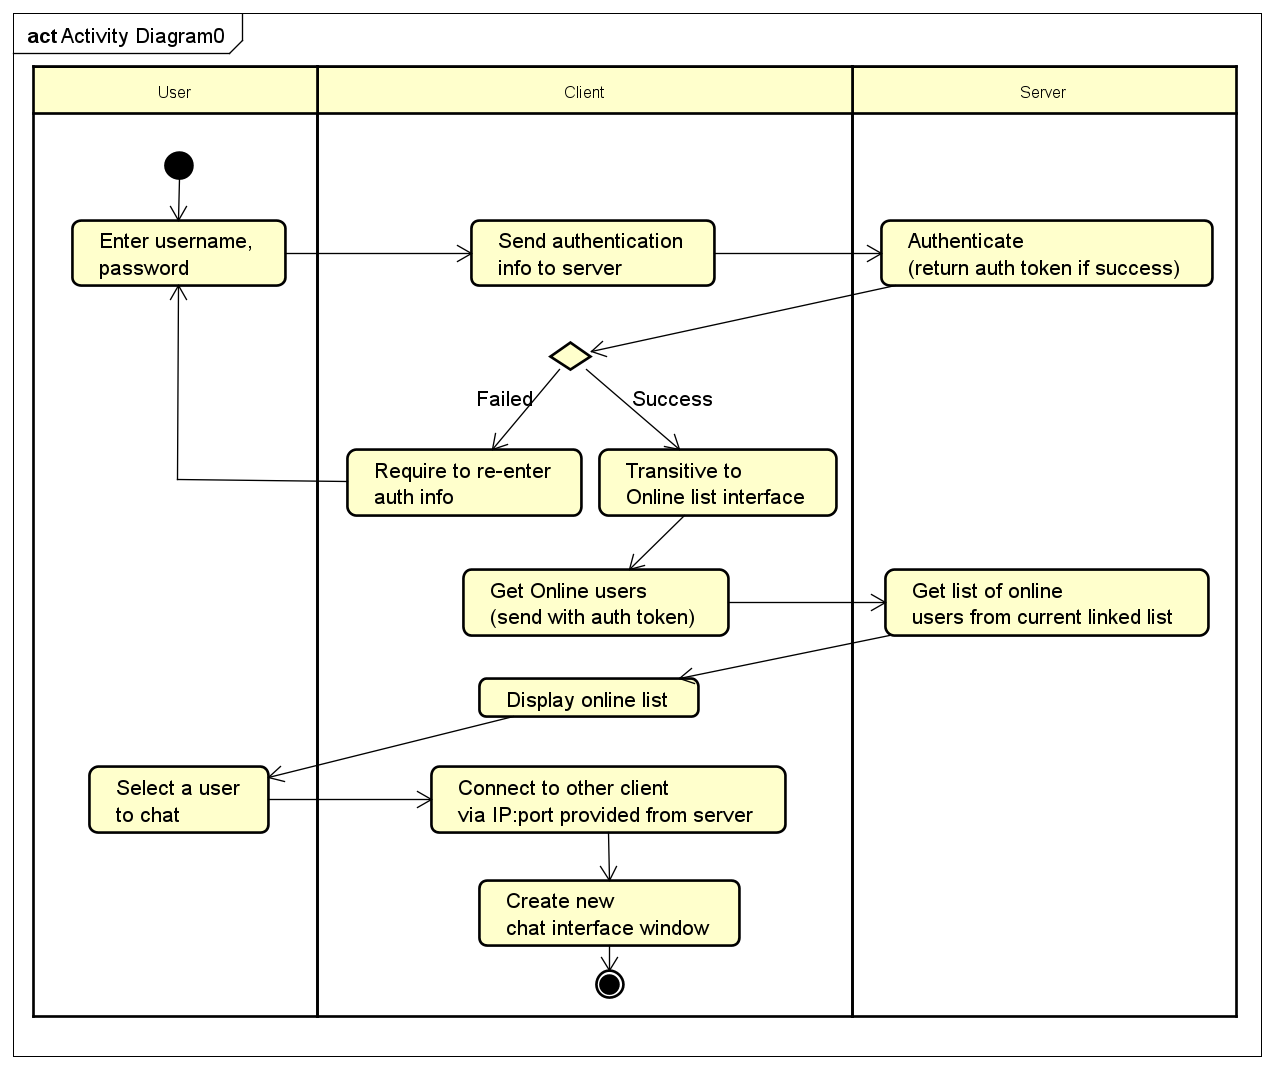 act Activity Diagram0
User
Client
Server
Enter username,
password
Send authentication
info to server
Authenticate
(return auth token if success)
Failed
Success
Require to re-enter
auth info
Transitive to
Online list interface
Get Online users
(send with auth token)
Get list of online
users from current linked list
Display online list
Select a user
to chat
Connect to other client
via IP:port provided from server
Create new
chat interface window